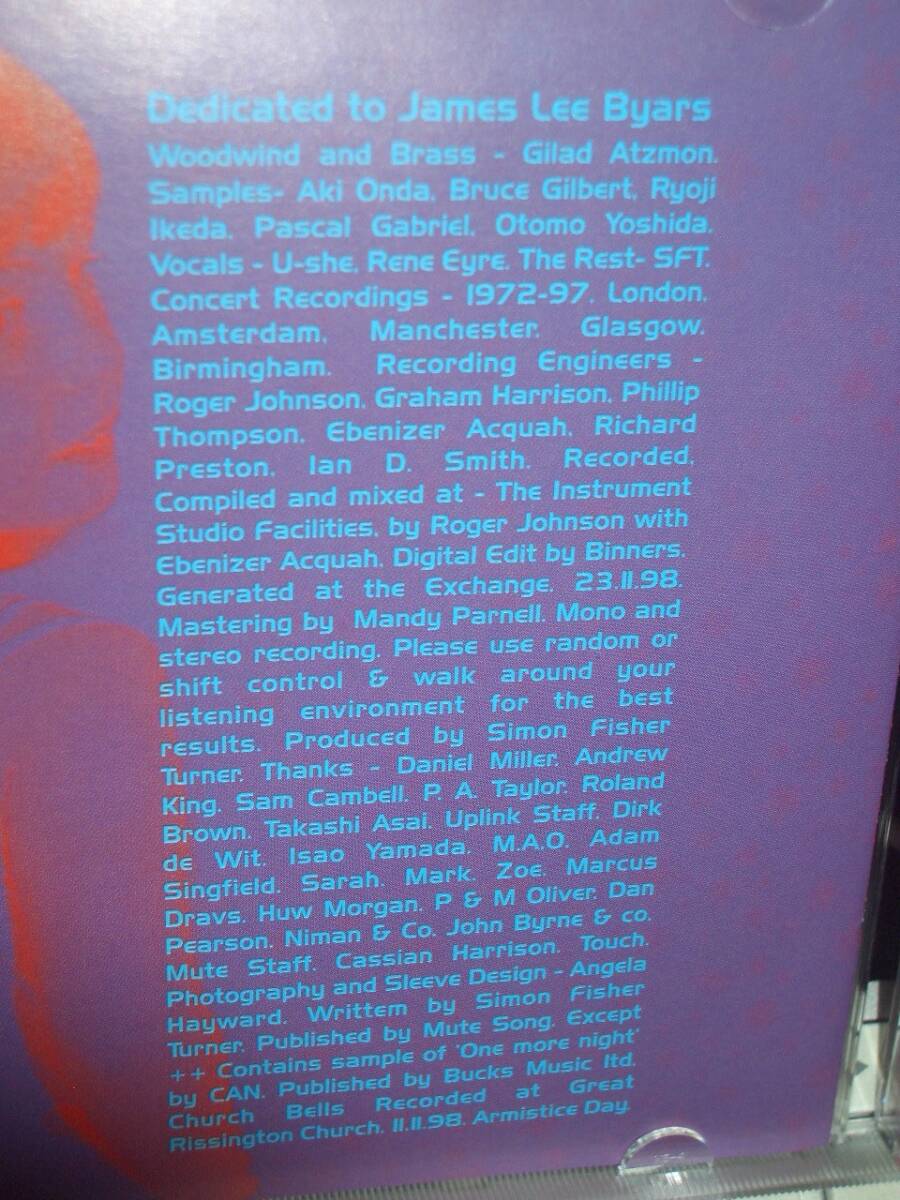 Dedicated to James Lee Byars
Woodwind and Brass - Gilad Atzmon.
Samples- Aki Onda, Bruce Gilbert, Ryoji
Ikeda, Pascal Gabriel, Otomo Yoshida.
Vocals - U-she, Rene Eyre. The Rest- SFT.
Concert Recordings - 1972-97, London,
Amsterdam, Manchester, Glasgow,
Birmingham. Recording Engineers -
Roger Johnson, Graham Harrison, Phillip
Thompson, Ebenizer Acquah, Richard
Preston, Ian D. Smith. Recorded,
Compiled and mixed at - The Instrument
Studio Facilities, by Roger Johnson with
Ebenizer Acquah. Digital Edit by Binners.
Generated at the Exchange, 23.11.98.
Mastering by Mandy Parnell. Mono and
stereo recording. Please use random or
shift control & walk around your
listening environment for the best
results. Produced by Simon Fisher
Turner. Thanks - Daniel Miller. Andrew
King. Sam Cambell. P. A. Taylor. Roland
Brown. Takashi Asai. Uplink Staff. Dirk
de Wit. Isao Yamada. M.A.O. Adam
Singfield. Sarah. Mark. Zoe. Marcus
Dravs. Huw Morgan. P & M Oliver. Dan
Pearson. Niman & Co. John Byrne & co.
Mute Staff. Cassian Harrison. Touch.
Photography and Sleeve Design - Angela
Hayward. Writtem by Simon Fisher
Turner. Published by Mute Song. Except
++ Contains sample of 'One more night'
by CAN. Published by Bucks Music ltd.
Church Bells Recorded at Great
Rissington Church, 11.11.98. Armistice Day.